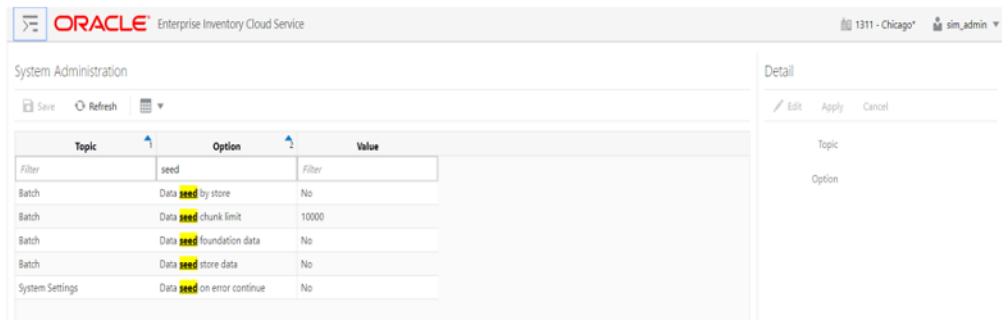 ORACLE® Enterprise Inventory Cloud Service 1311 - Chicago* sim_admin
System Administration
Save Refresh
Topic 1 Option 2 Value
Filter seed Filter
Batch Data seed by store No
Batch Data seed chunk limit 10000
Batch Data seed foundation data No
Batch Data seed store data No
System Settings Data seed on error continue No
Detail
Edit Apply Cancel
Topic
Option